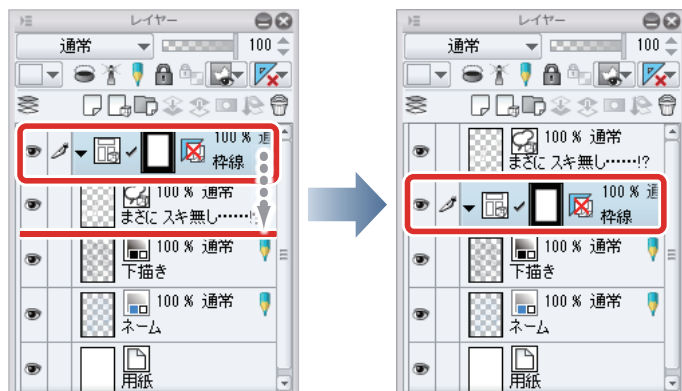 レイヤー
通常 100
100 % 通
枠線
100 % 通常
まさに スキ無し……!?
100 % 通常
下描き
100 % 通常
ネーム
用紙
レイヤー
通常 100
100 % 通常
まさに スキ無し……!?
100 % 通
枠線
100 % 通常
下描き
100 % 通常
ネーム
用紙